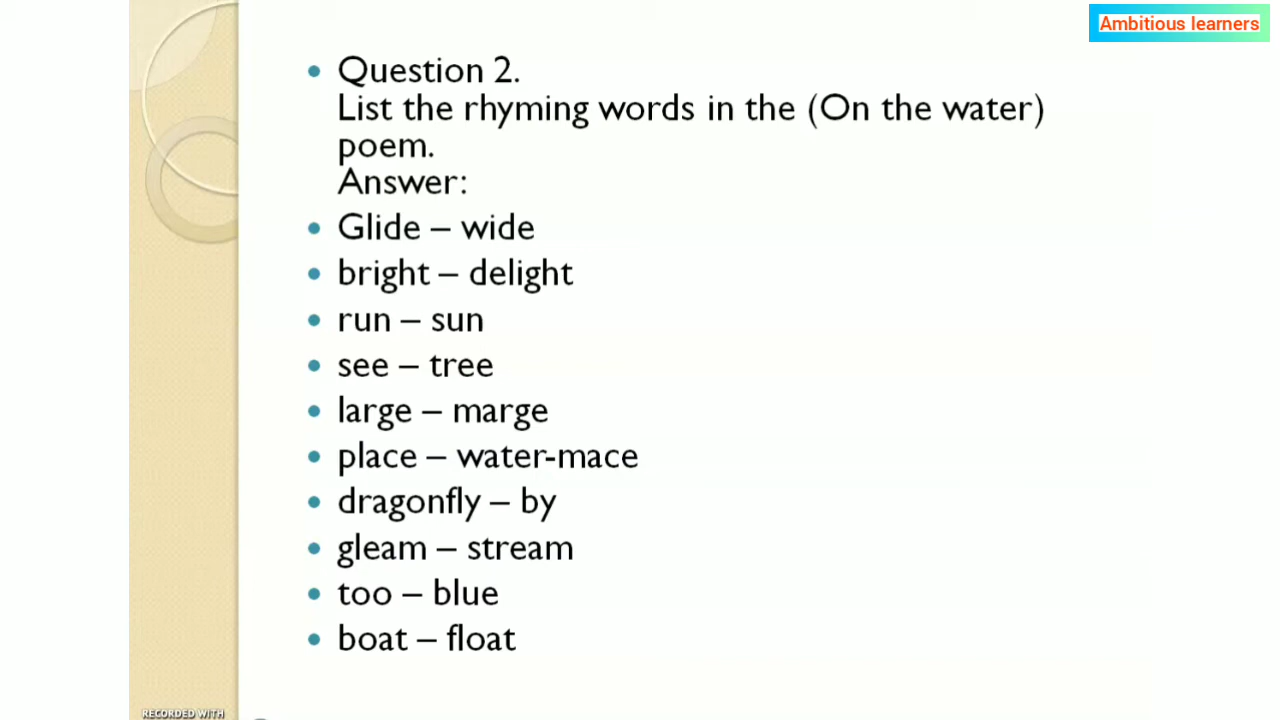 Ambitious learners
Question 2.
List the rhyming words in the (On the water)
poem.
Answer:
Glide – wide
bright – delight
run – sun
see – tree
large – marge
place – water-mace
dragonfly – by
gleam – stream
too – blue
boat – float
RECORDED WITH